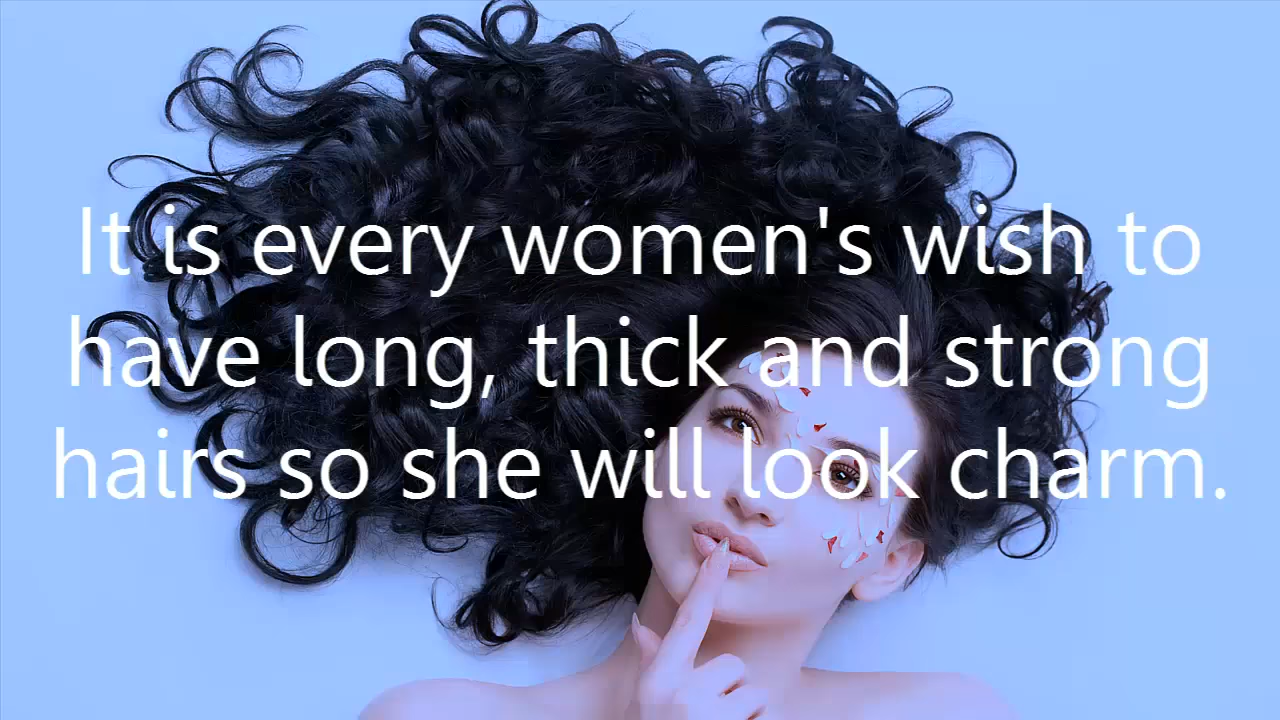 It is every women's wish to
have long, thick and strong
hairs so she will look charm.